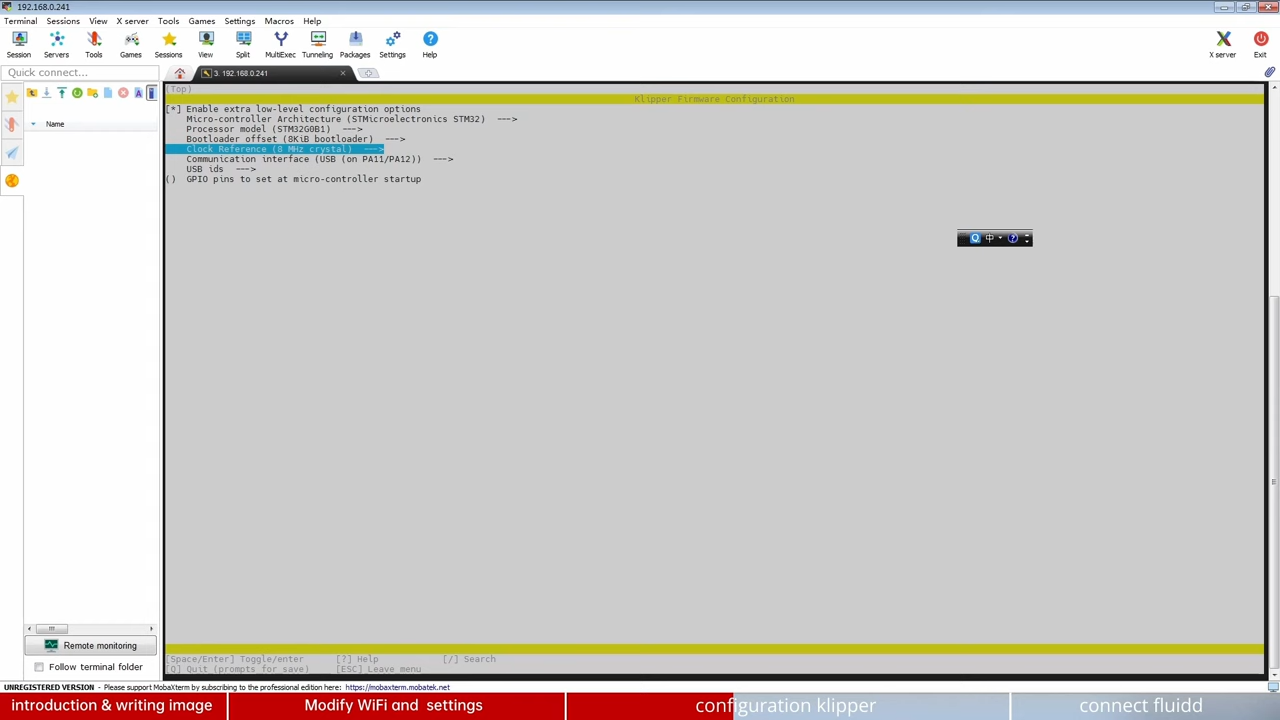 192.168.0.241
Terminal Sessions View X server Tools Games Settings Macros Help
Session Servers Tools Games Sessions View Split MultiExec Tunneling Packages Settings Help X server Exit
Quick connect...
3. 192.168.0.241
Name
(Top)
Klipper Firmware Configuration
[*] Enable extra low-level configuration options
Micro-controller Architecture (STMicroelectronics STM32) --->
Processor model (STM32G0B1) --->
Bootloader offset (8KiB bootloader) --->
Clock Reference (8 MHz crystal) --->
Communication interface (USB (on PA11/PA12)) --->
USB ids --->
() GPIO pins to set at micro-controller startup
中
Remote monitoring
Follow terminal folder
[Space/Enter] Toggle/enter [?] Help [/] Search
[Q] Quit (prompts for save) [ESC] Leave menu
UNREGISTERED VERSION - Please support MobaXterm by subscribing to the professional edition here: https://mobaxterm.mobatek.net
introduction & writing image Modify WiFi and settings configuration klipper connect fluidd